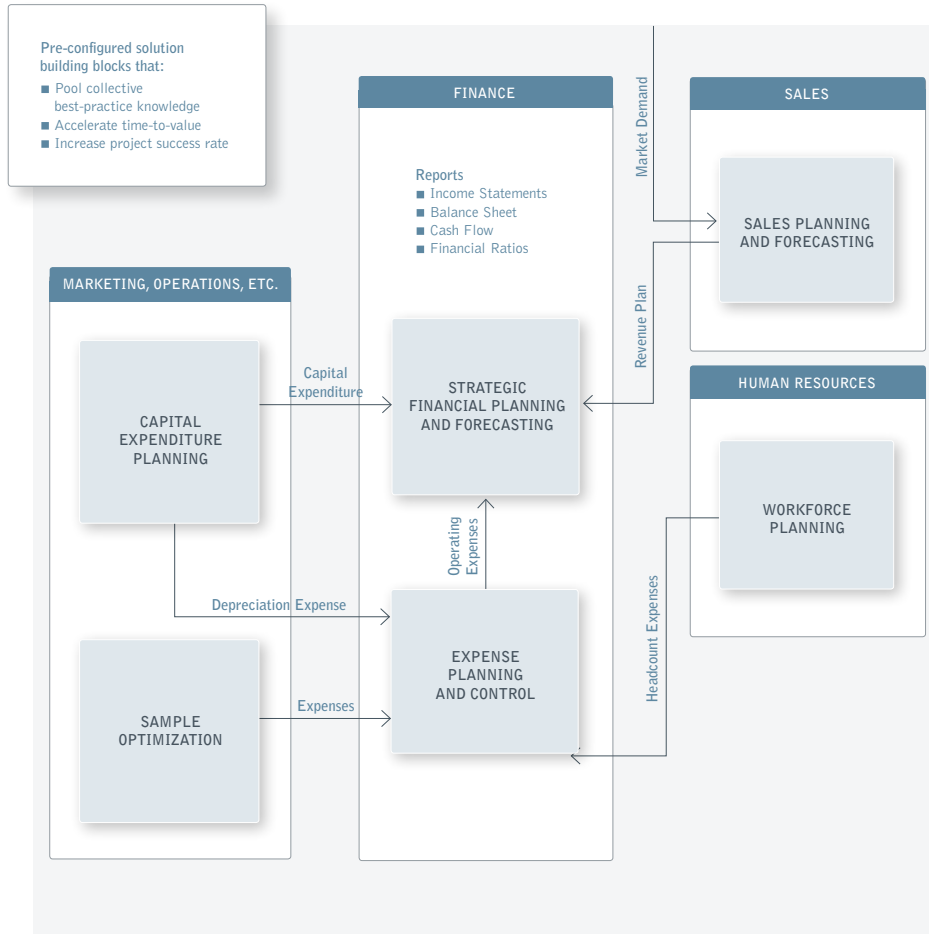 Pre-configured solution
building blocks that:
■ Pool collective
best-practice knowledge
■ Accelerate time-to-value
■ Increase project success rate
FINANCE
Reports
■ Income Statements
■ Balance Sheet
■ Cash Flow
■ Financial Ratios
Market Demand
SALES
SALES PLANNING
AND FORECASTING
Revenue Plan
MARKETING, OPERATIONS, ETC.
CAPITAL
EXPENDITURE
PLANNING
Capital
Expenditure
STRATEGIC
FINANCIAL PLANNING
AND FORECASTING
HUMAN RESOURCES
WORKFORCE
PLANNING
Operating
Expenses
Headcount Expenses
Depreciation Expense
EXPENSE
PLANNING
AND CONTROL
SAMPLE
OPTIMIZATION
Expenses